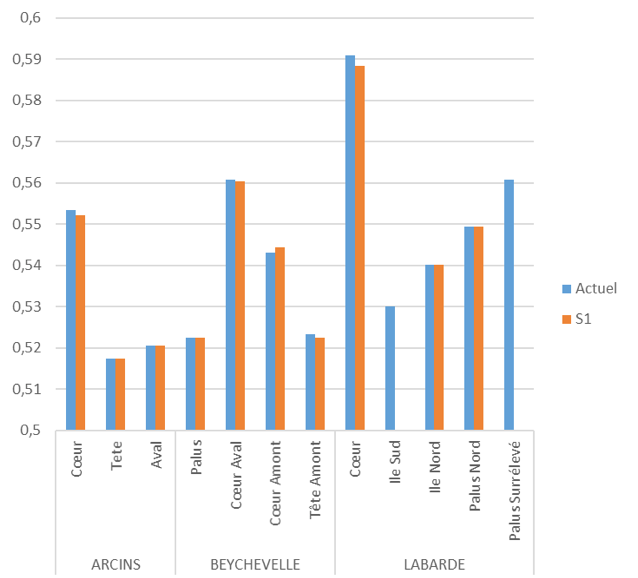 0,6
0,59
0,58
0,57
0,56
0,55
0,54
0,53
0,52
0,51
0,5
Cœur
Tete
Aval
Palus
Cœur Aval
Cœur Amont
Tête Amont
Cœur
Ile Sud
Ile Nord
Palus Nord
Palus Surrélevé
ARCINS
BEYCHEVELLE
LABARDE
Actuel
S1